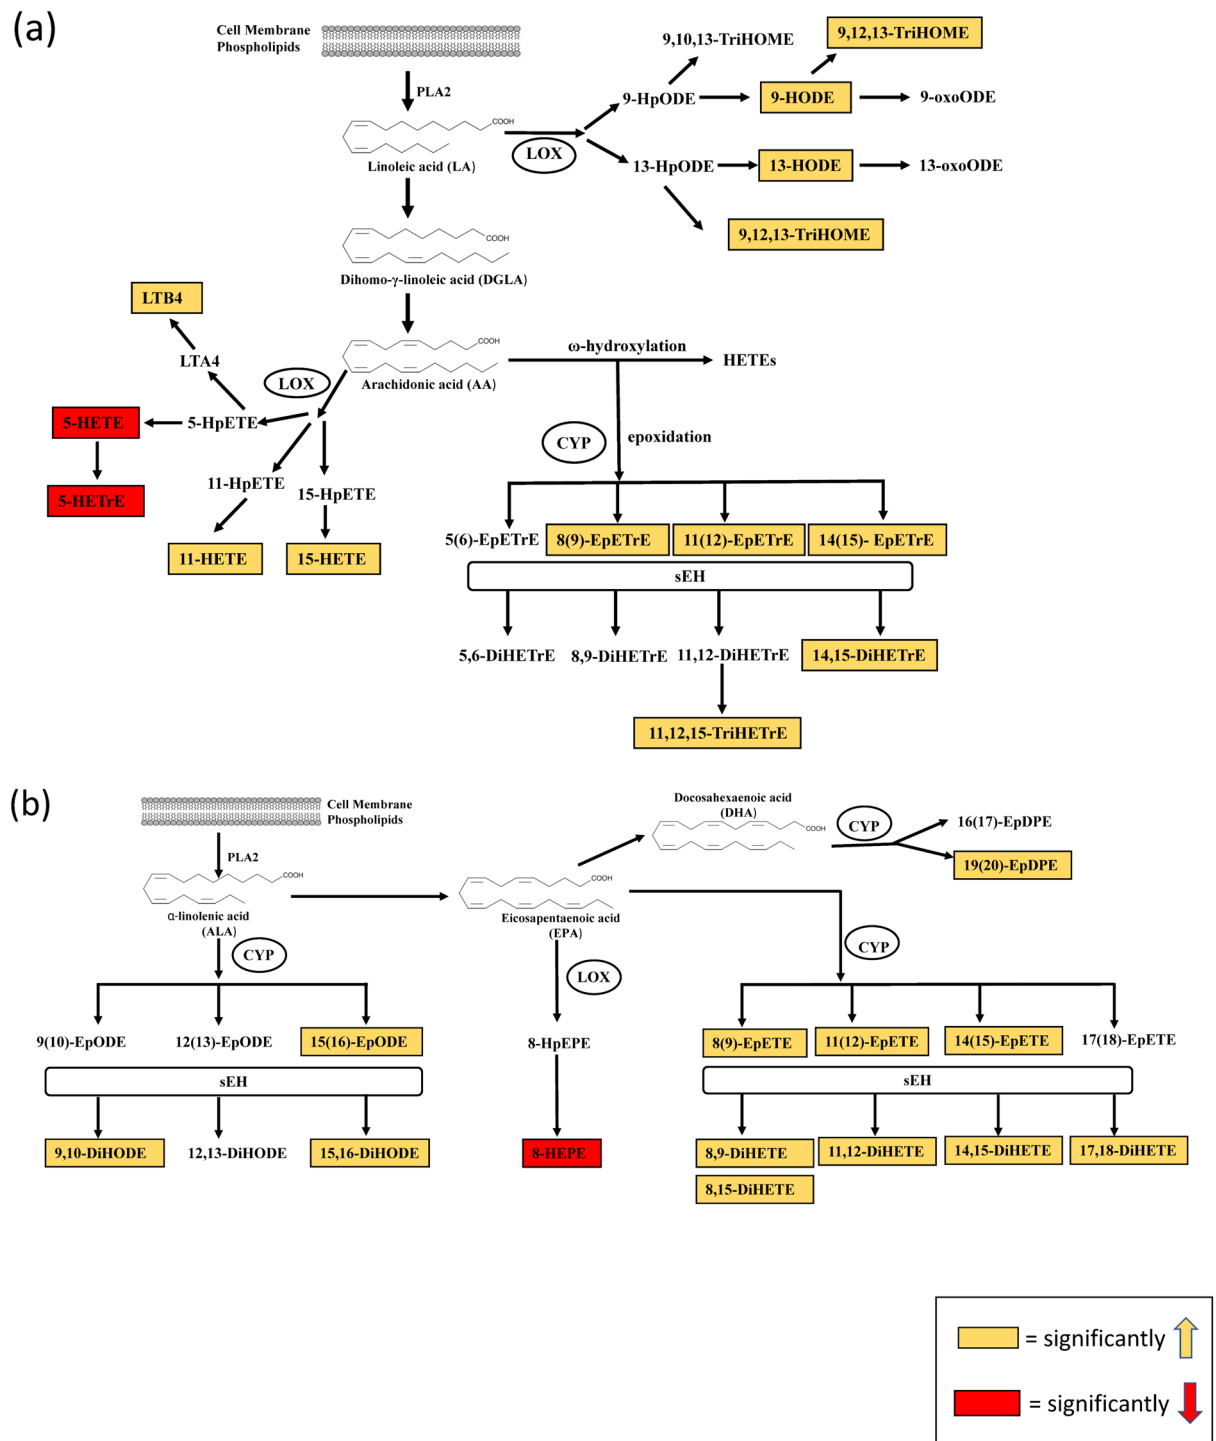 (a)
Cell Membrane
Phospholipids
PLA2
COOH
Linoleic acid (LA)
LOX
9-HpODE
9,10,13-TriHOME
9-HODE
9,12,13-TriHOME
9-oxoODE
13-HpODE
13-HODE
13-oxoODE
9,12,13-TriHOME
COOH
Dihomo-γ-linoleic acid (DGLA)
COOH
Arachidonic acid (AA)
LOX
LTB4
LTA4
5-HETE
5-HpETE
5-HETrE
11-HpETE
15-HpETE
11-HETE
15-HETE
ω-hydroxylation
HETEs
CYP
epoxidation
5(6)-EpETrE
8(9)-EpETrE
11(12)-EpETrE
14(15)- EpETrE
sEH
5,6-DiHETrE
8,9-DiHETrE
11,12-DiHETrE
14,15-DiHETrE
11,12,15-TriHETrE
(b)
Cell Membrane
Phospholipids
PLA2
COOH
α-linolenic acid
(ALA)
CYP
9(10)-EpODE
12(13)-EpODE
15(16)-EpODE
sEH
9,10-DiHODE
12,13-DiHODE
15,16-DiHODE
COOH
Eicosapentaenoic acid
(EPA)
LOX
8-HpEPE
8-HEPE
Docosahexaenoic acid
(DHA)
COOH
CYP
16(17)-EpDPE
19(20)-EpDPE
CYP
8(9)-EpETE
11(12)-EpETE
14(15)-EpETE
17(18)-EpETE
sEH
8,9-DiHETE
11,12-DiHETE
14,15-DiHETE
17,18-DiHETE
8,15-DiHETE
= significantly
= significantly